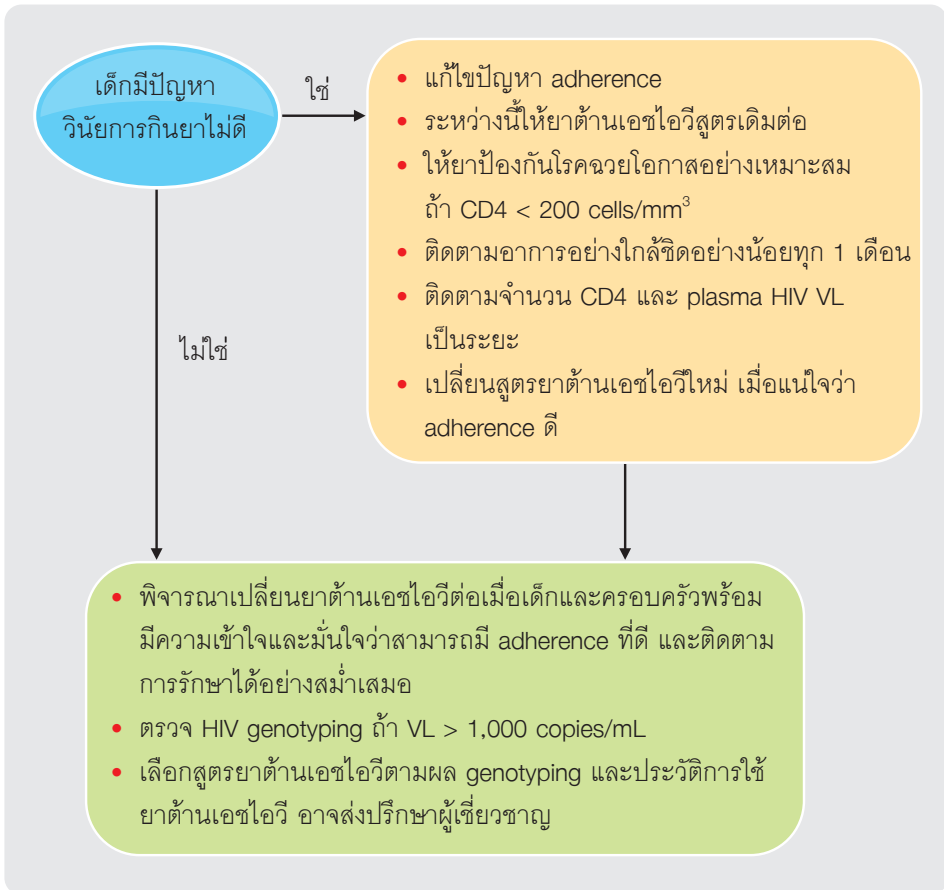 เด็กมีปัญหา
วินัยการกินยาไม่ดี
ใช่
• แก้ไขปัญหา adherence
• ระหว่างนี้ให้ยาต้านเอชไอวีสูตรเดิมต่อ
• ให้ยาป้องกันโรคฉวยโอกาสอย่างเหมาะสม
ถ้า CD4 < 200 cells/mm³
• ติดตามอาการอย่างใกล้ชิดอย่างน้อยทุก 1 เดือน
• ติดตามจำนวน CD4 และ plasma HIV VL
เป็นระยะ
• เปลี่ยนสูตรยาต้านเอชไอวีใหม่ เมื่อแน่ใจว่า
adherence ดี
ไม่ใช่
• พิจารณาเปลี่ยนยาต้านเอชไอวีต่อเมื่อเด็กและครอบครัวพร้อม
มีความเข้าใจและมั่นใจว่าสามารถมี adherence ที่ดี และติดตาม
การรักษาได้อย่างสม่ำเสมอ
• ตรวจ HIV genotyping ถ้า VL > 1,000 copies/mL
• เลือกสูตรยาต้านเอชไอวีตามผล genotyping และประวัติการใช้
ยาต้านเอชไอวี อาจส่งปรึกษาผู้เชี่ยวชาญ